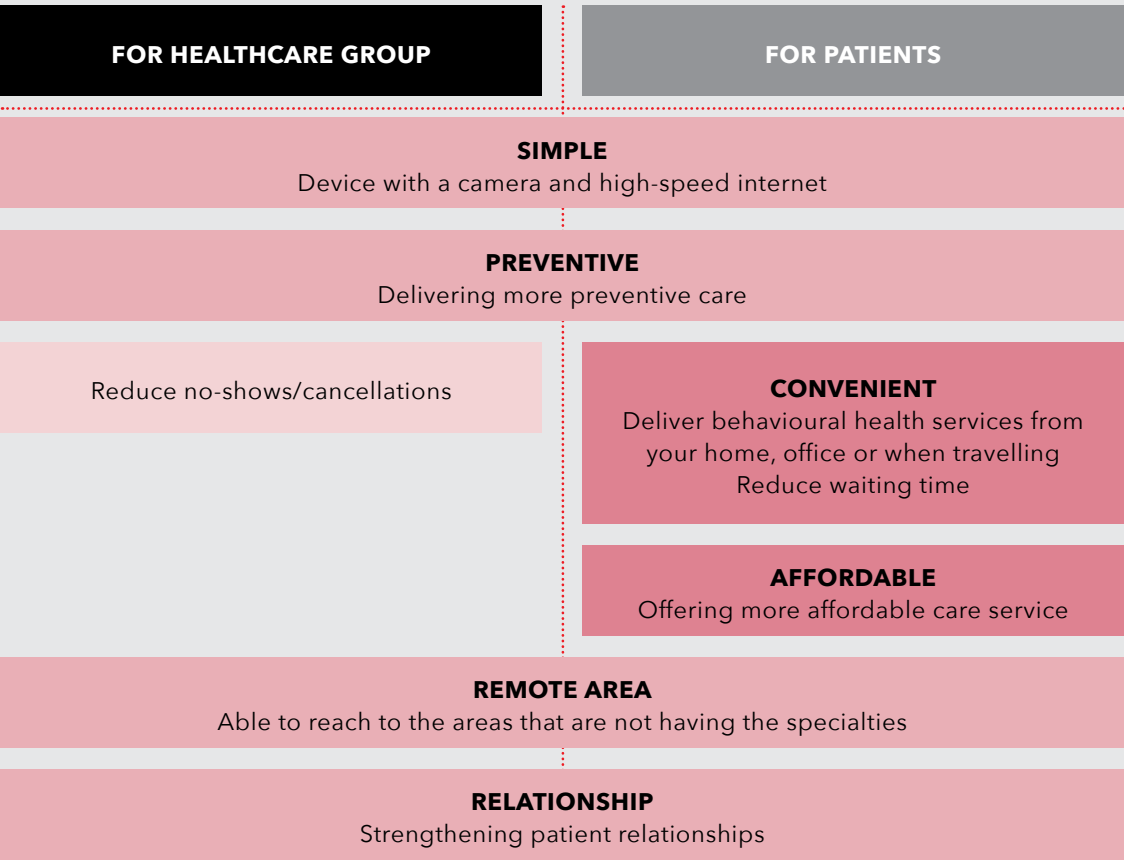 FOR HEALTHCARE GROUP
FOR PATIENTS
SIMPLE
Device with a camera and high-speed internet
PREVENTIVE
Delivering more preventive care
Reduce no-shows/cancellations
CONVENIENT
Deliver behavioural health services from
your home, office or when travelling
Reduce waiting time
AFFORDABLE
Offering more affordable care service
REMOTE AREA
Able to reach to the areas that are not having the specialties
RELATIONSHIP
Strengthening patient relationships